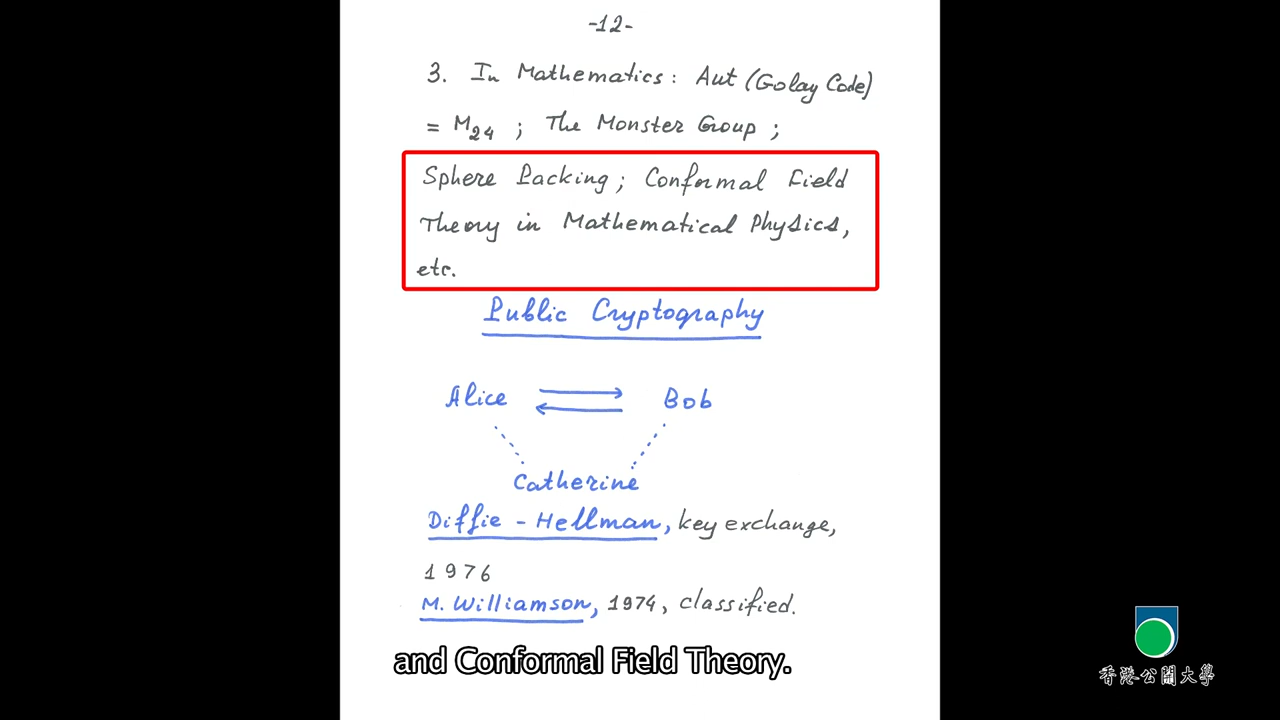 -12-
3. In Mathematics: Aut (Golay Code)
= M24 ; The Monster Group ;
Sphere Packing; Conformal Field
Theory in Mathematical Physics,
etc.
Public Cryptography
Alice Bob
Catherine
Diffie - Hellman, key exchange,
1976
M. Williamson, 1974, classified.
and Conformal Field Theory.
香港公開大學